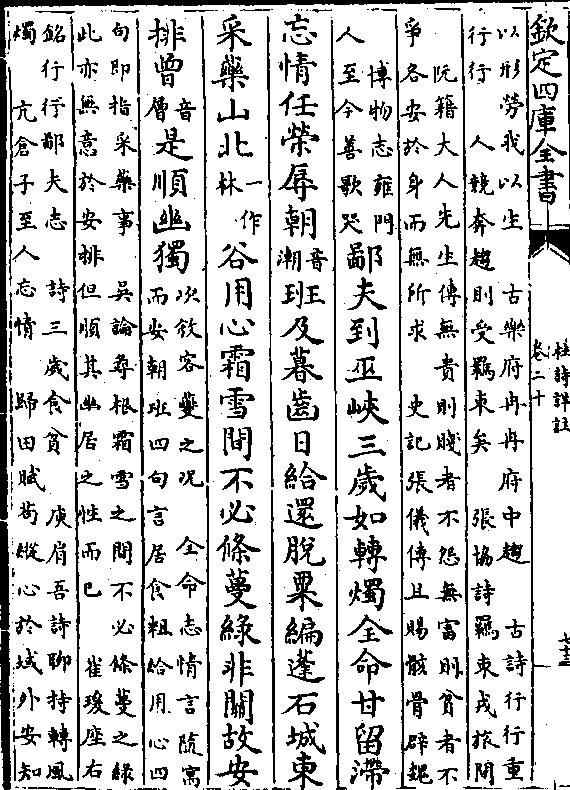 欽定四庫全書 杜詩詳註 卷二十 七十三
以形勞我以生 古樂府冉冉府中趨 古詩行行重
行行 人競奔趨則受羈束矣 張協詩羈束戎旅間
阮籍大人先生傳無貴則賤者不怨無富則貧者不
爭各安於身而無所求 史記張儀傳且賜骸骨辟魏
博物志雍門
人至今善歌哭
鄙夫到巫峽三歲如轉燭全命甘留滯
忘情任榮辱朝音潮班及暮齒日給還脫粟編蓬石城東
采藥山北一作林谷用心霜雪間不必條蔓綠非關故安
排曾音層是順幽獨
次敘客夔之况 全命志情言隨寓
而安朝班四句言居食粗給用心四
句即指采藥事 吳論尋根霜雪之間不必條蔓之綠
此亦無意於安排但順其幽居之性而已 崔瑗座右
銘行行鄙夫志 詩三歲食貧 庾肩吾詩聊持轉風
燭 亢倉子至人忘情 歸田賦苟縱心於域外安知